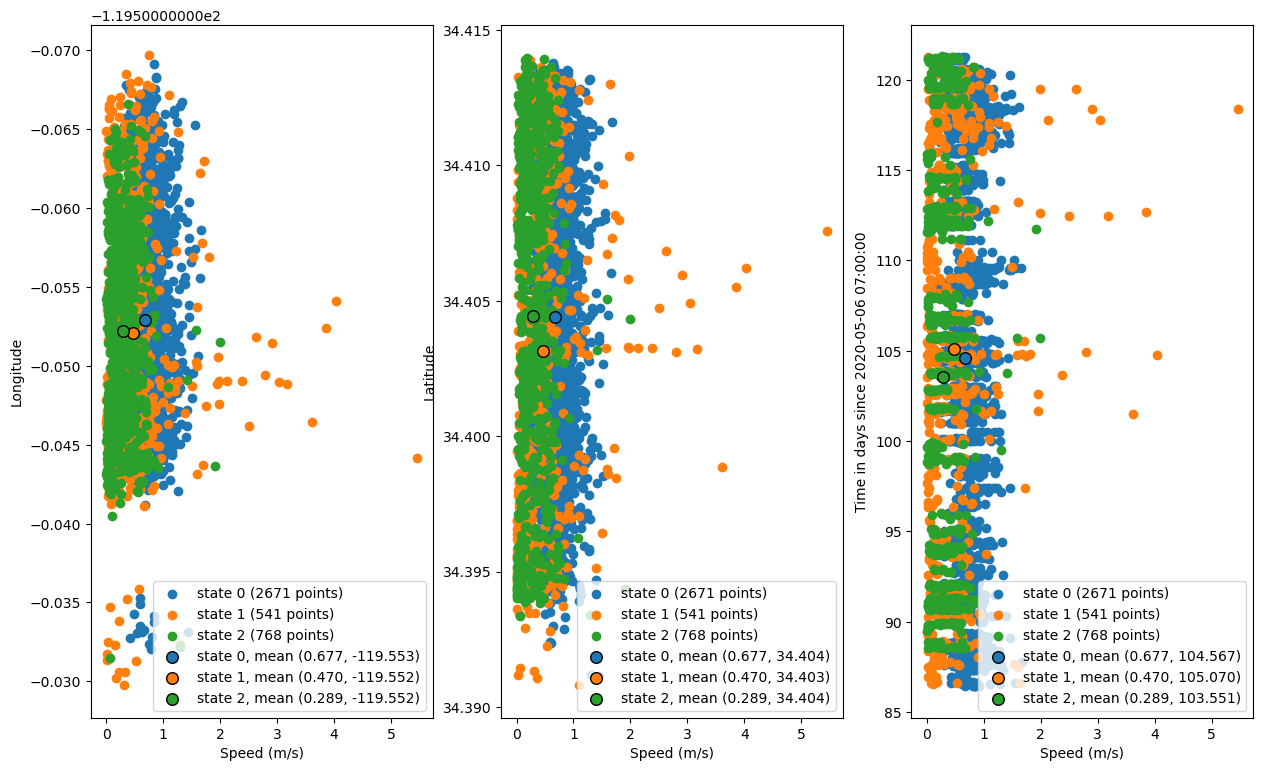 −1.1950000000e2
−0.070
−0.065
−0.060
−0.055
−0.050
−0.045
−0.040
−0.035
−0.030
Longitude
0 1 2 3 4 5
Speed (m/s)
state 0 (2671 points)
state 1 (541 points)
state 2 (768 points)
state 0, mean (0.677, -119.553)
state 1, mean (0.470, -119.552)
state 2, mean (0.289, -119.552)
34.415
34.410
34.405
34.400
34.395
34.390
Latitude
0 1 2 3 4 5
Speed (m/s)
state 0 (2671 points)
state 1 (541 points)
state 2 (768 points)
state 0, mean (0.677, 34.404)
state 1, mean (0.470, 34.403)
state 2, mean (0.289, 34.404)
120
115
110
105
100
95
90
85
Time in days since 2020-05-06 07:00:00
0 1 2 3 4 5
Speed (m/s)
state 0 (2671 points)
state 1 (541 points)
state 2 (768 points)
state 0, mean (0.677, 104.567)
state 1, mean (0.470, 105.070)
state 2, mean (0.289, 103.551)